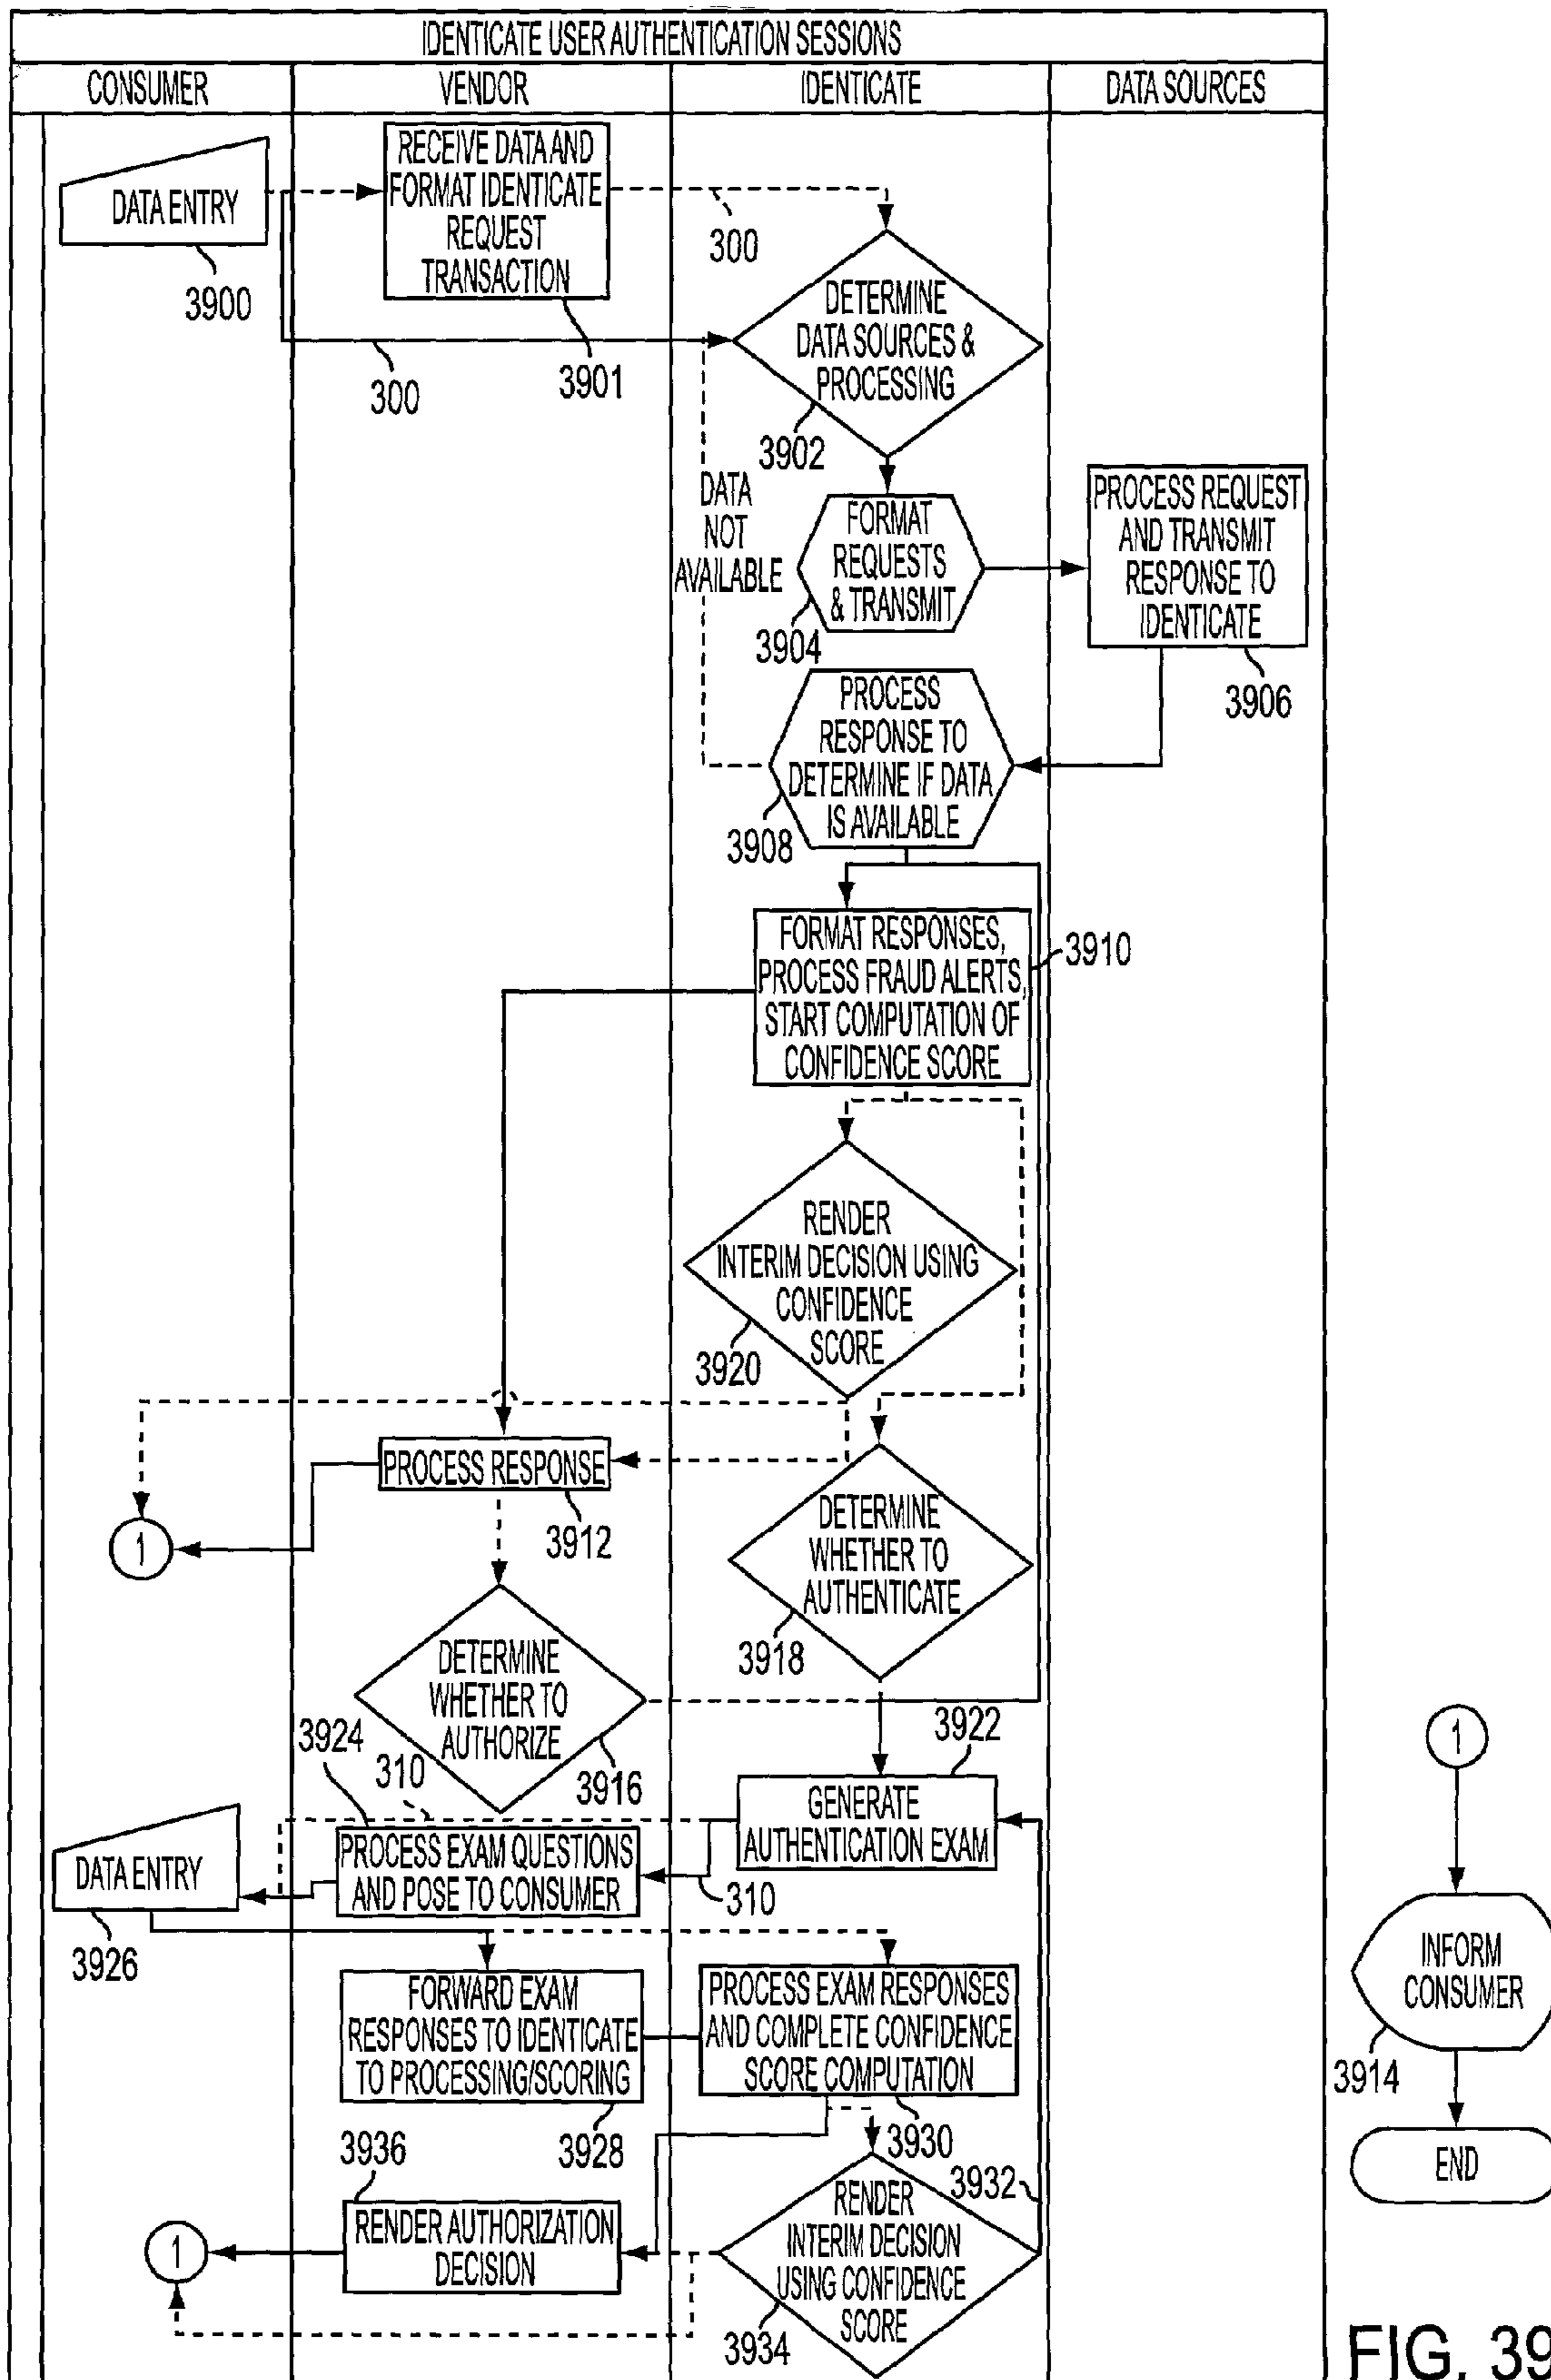 IDENTICATE USER AUTHENTICATION SESSIONS
CONSUMER
VENDOR
IDENTICATE
DATA SOURCES
DATA ENTRY
3900
RECEIVE DATA AND
FORMAT IDENTICATE
REQUEST
TRANSACTION
3901
300
300
DETERMINE
DATA SOURCES &
PROCESSING
3902
DATA
NOT
AVAILABLE
FORMAT
REQUESTS
& TRANSMIT
3904
PROCESS REQUEST
AND TRANSMIT
RESPONSE TO
IDENTICATE
3906
PROCESS
RESPONSE TO
DETERMINE IF DATA
IS AVAILABLE
3908
FORMAT RESPONSES,
PROCESS FRAUD ALERTS,
START COMPUTATION OF
CONFIDENCE SCORE
3910
RENDER
INTERIM DECISION USING
CONFIDENCE
SCORE
3920
PROCESS RESPONSE
3912
1
DETERMINE
WHETHER TO
AUTHENTICATE
3918
DETERMINE
WHETHER TO
AUTHORIZE
3916
3924
310
3922
GENERATE
AUTHENTICATION EXAM
PROCESS EXAM QUESTIONS
AND POSE TO CONSUMER
310
DATA ENTRY
3926
FORWARD EXAM
RESPONSES TO IDENTICATE
TO PROCESSING/SCORING
3928
PROCESS EXAM RESPONSES
AND COMPLETE CONFIDENCE
SCORE COMPUTATION
3930
3932
3936
RENDER AUTHORIZATION
DECISION
1
RENDER
INTERIM DECISION
USING CONFIDENCE
SCORE
3934
1
INFORM
CONSUMER
3914
END
FIG. 39